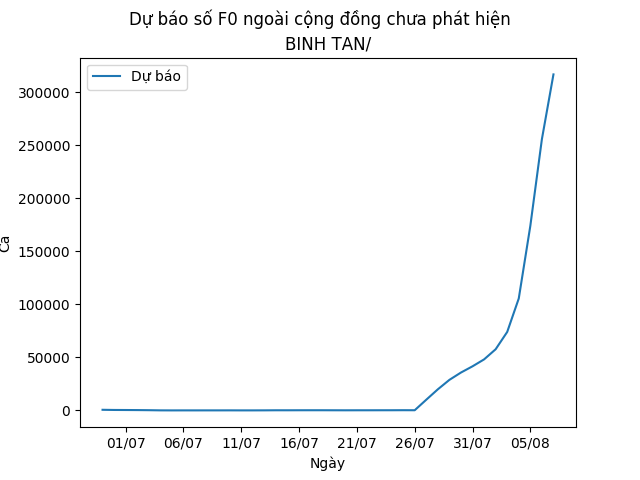 Dự báo số F0 ngoài cộng đồng chưa phát hiện
BINH TAN/
Dự báo
300000
250000
200000
150000
100000
50000
0
Ca
01/07 06/07 11/07 16/07 21/07 26/07 31/07 05/08
Ngày